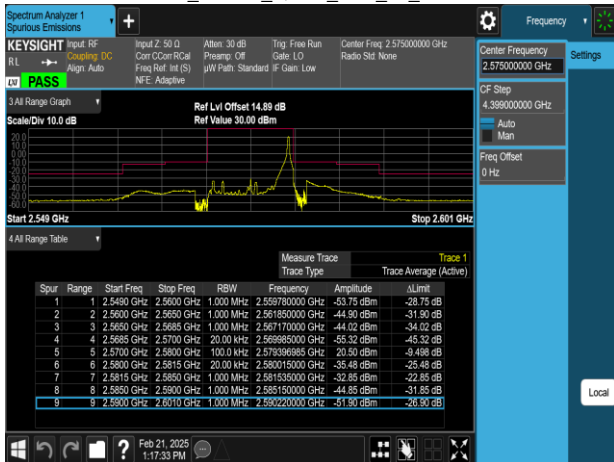 Spectrum Analyzer 1
Spurious Emissions
Frequency
KEYSIGHT Input: RF Input Z: 50 Ω Atten: 30 dB Trig: Free Run Center Freq: 2.575000000 GHz
RL Coupling: DC Corr CCorr RCal Preamp: Off Gate: LO Radio Std: None
Align: Auto Freq Ref: Int (S) µW Path: Standard IF Gain: Low
LXI PASS NFE: Adaptive
Center Frequency
2.575000000 GHz
Settings
CF Step
4.399000000 GHz
Auto
Man
Freq Offset
0 Hz
3 All Range Graph
Ref Lvl Offset 14.89 dB
Scale/Div 10.0 dB Ref Value 30.00 dBm
20.0
10.0
0.00
-10.0
-20.0
-30.0
-40.0
-50.0
-60.0
Start 2.549 GHz Stop 2.601 GHz
4 All Range Table
Measure Trace Trace 1
Trace Type Trace Average (Active)
Spur Range Start Freq Stop Freq RBW Frequency Amplitude ΔLimit
1 1 2.5490 GHz 2.5600 GHz 1.000 MHz 2.559780000 GHz -53.75 dBm -28.75 dB
2 2 2.5600 GHz 2.5650 GHz 1.000 MHz 2.561850000 GHz -44.90 dBm -31.90 dB
3 3 2.5650 GHz 2.5685 GHz 1.000 MHz 2.567170000 GHz -44.02 dBm -34.02 dB
4 4 2.5685 GHz 2.5700 GHz 20.00 kHz 2.569985000 GHz -55.32 dBm -45.32 dB
5 5 2.5700 GHz 2.5800 GHz 100.0 kHz 2.579396985 GHz 20.50 dBm -9.498 dB
6 6 2.5800 GHz 2.5815 GHz 20.00 kHz 2.580015000 GHz -35.48 dBm -25.48 dB
7 7 2.5815 GHz 2.5850 GHz 1.000 MHz 2.581535000 GHz -32.85 dBm -22.85 dB
8 8 2.5850 GHz 2.5900 GHz 1.000 MHz 2.585150000 GHz -44.85 dBm -31.85 dB
9 9 2.5900 GHz 2.6010 GHz 1.000 MHz 2.590220000 GHz -51.90 dBm -26.90 dB
Local
? Feb 21, 2025
1:17:33 PM